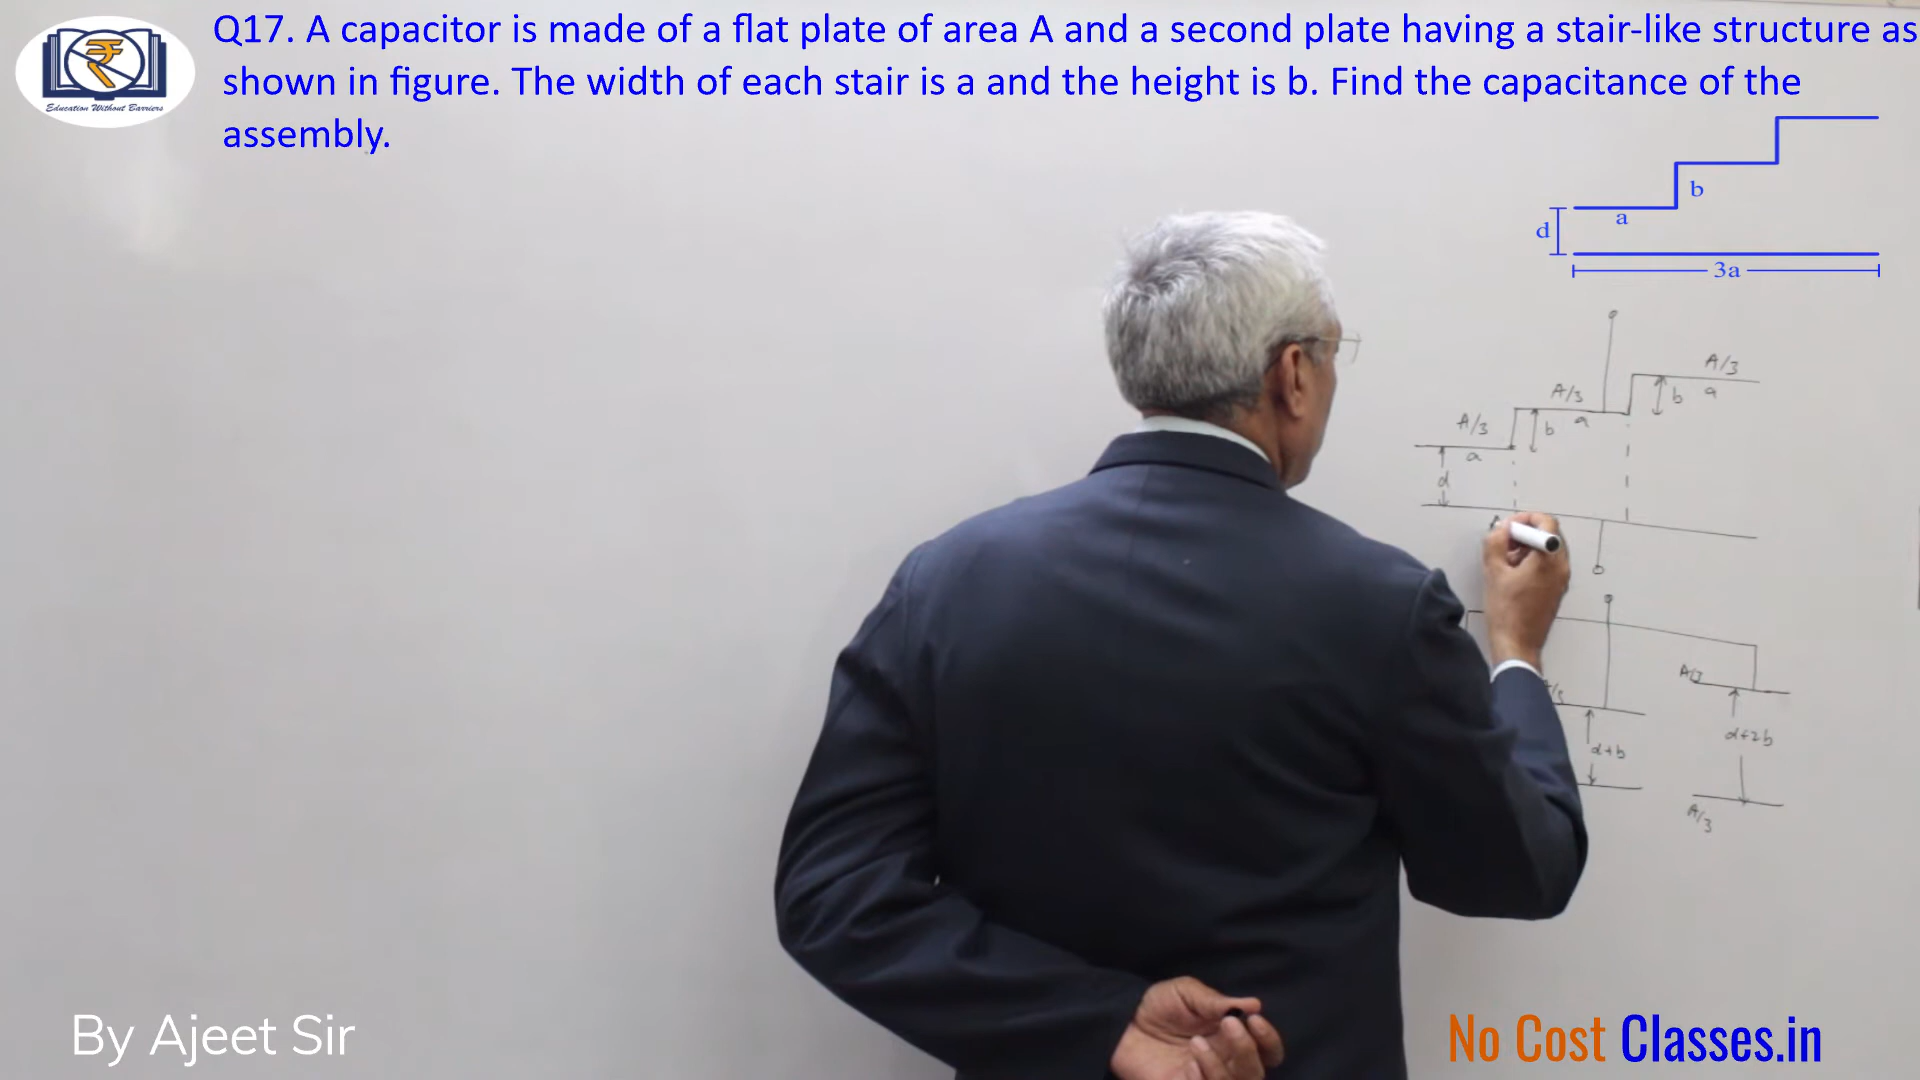 Q17. A capacitor is made of a flat plate of area A and a second plate having a stair-like structure as
shown in figure. The width of each stair is a and the height is b. Find the capacitance of the
assembly.
Education Without Barriers
b
a
d
3a
A/3
a
b
A/3
a
b
A/3
a
d
A/3
d+2b
d+b
A/3
By Ajeet Sir
No Cost Classes.in